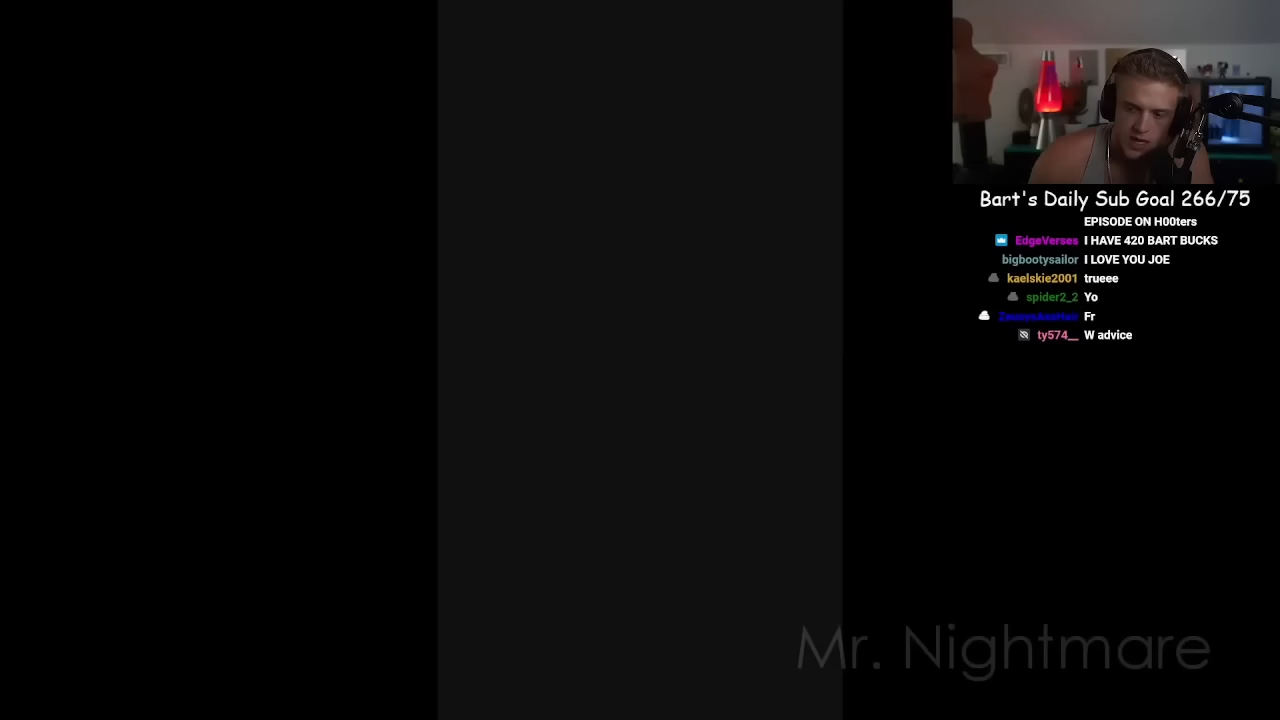 Bart's Daily Sub Goal 266/75
EPISODE ON H00ters
EdgeVerses I HAVE 420 BART BUCKS
bigbootysailor I LOVE YOU JOE
kaelskie2001 trueee
spider2_2 Yo
Fr
ty574__ W advice
Mr. Nightmare